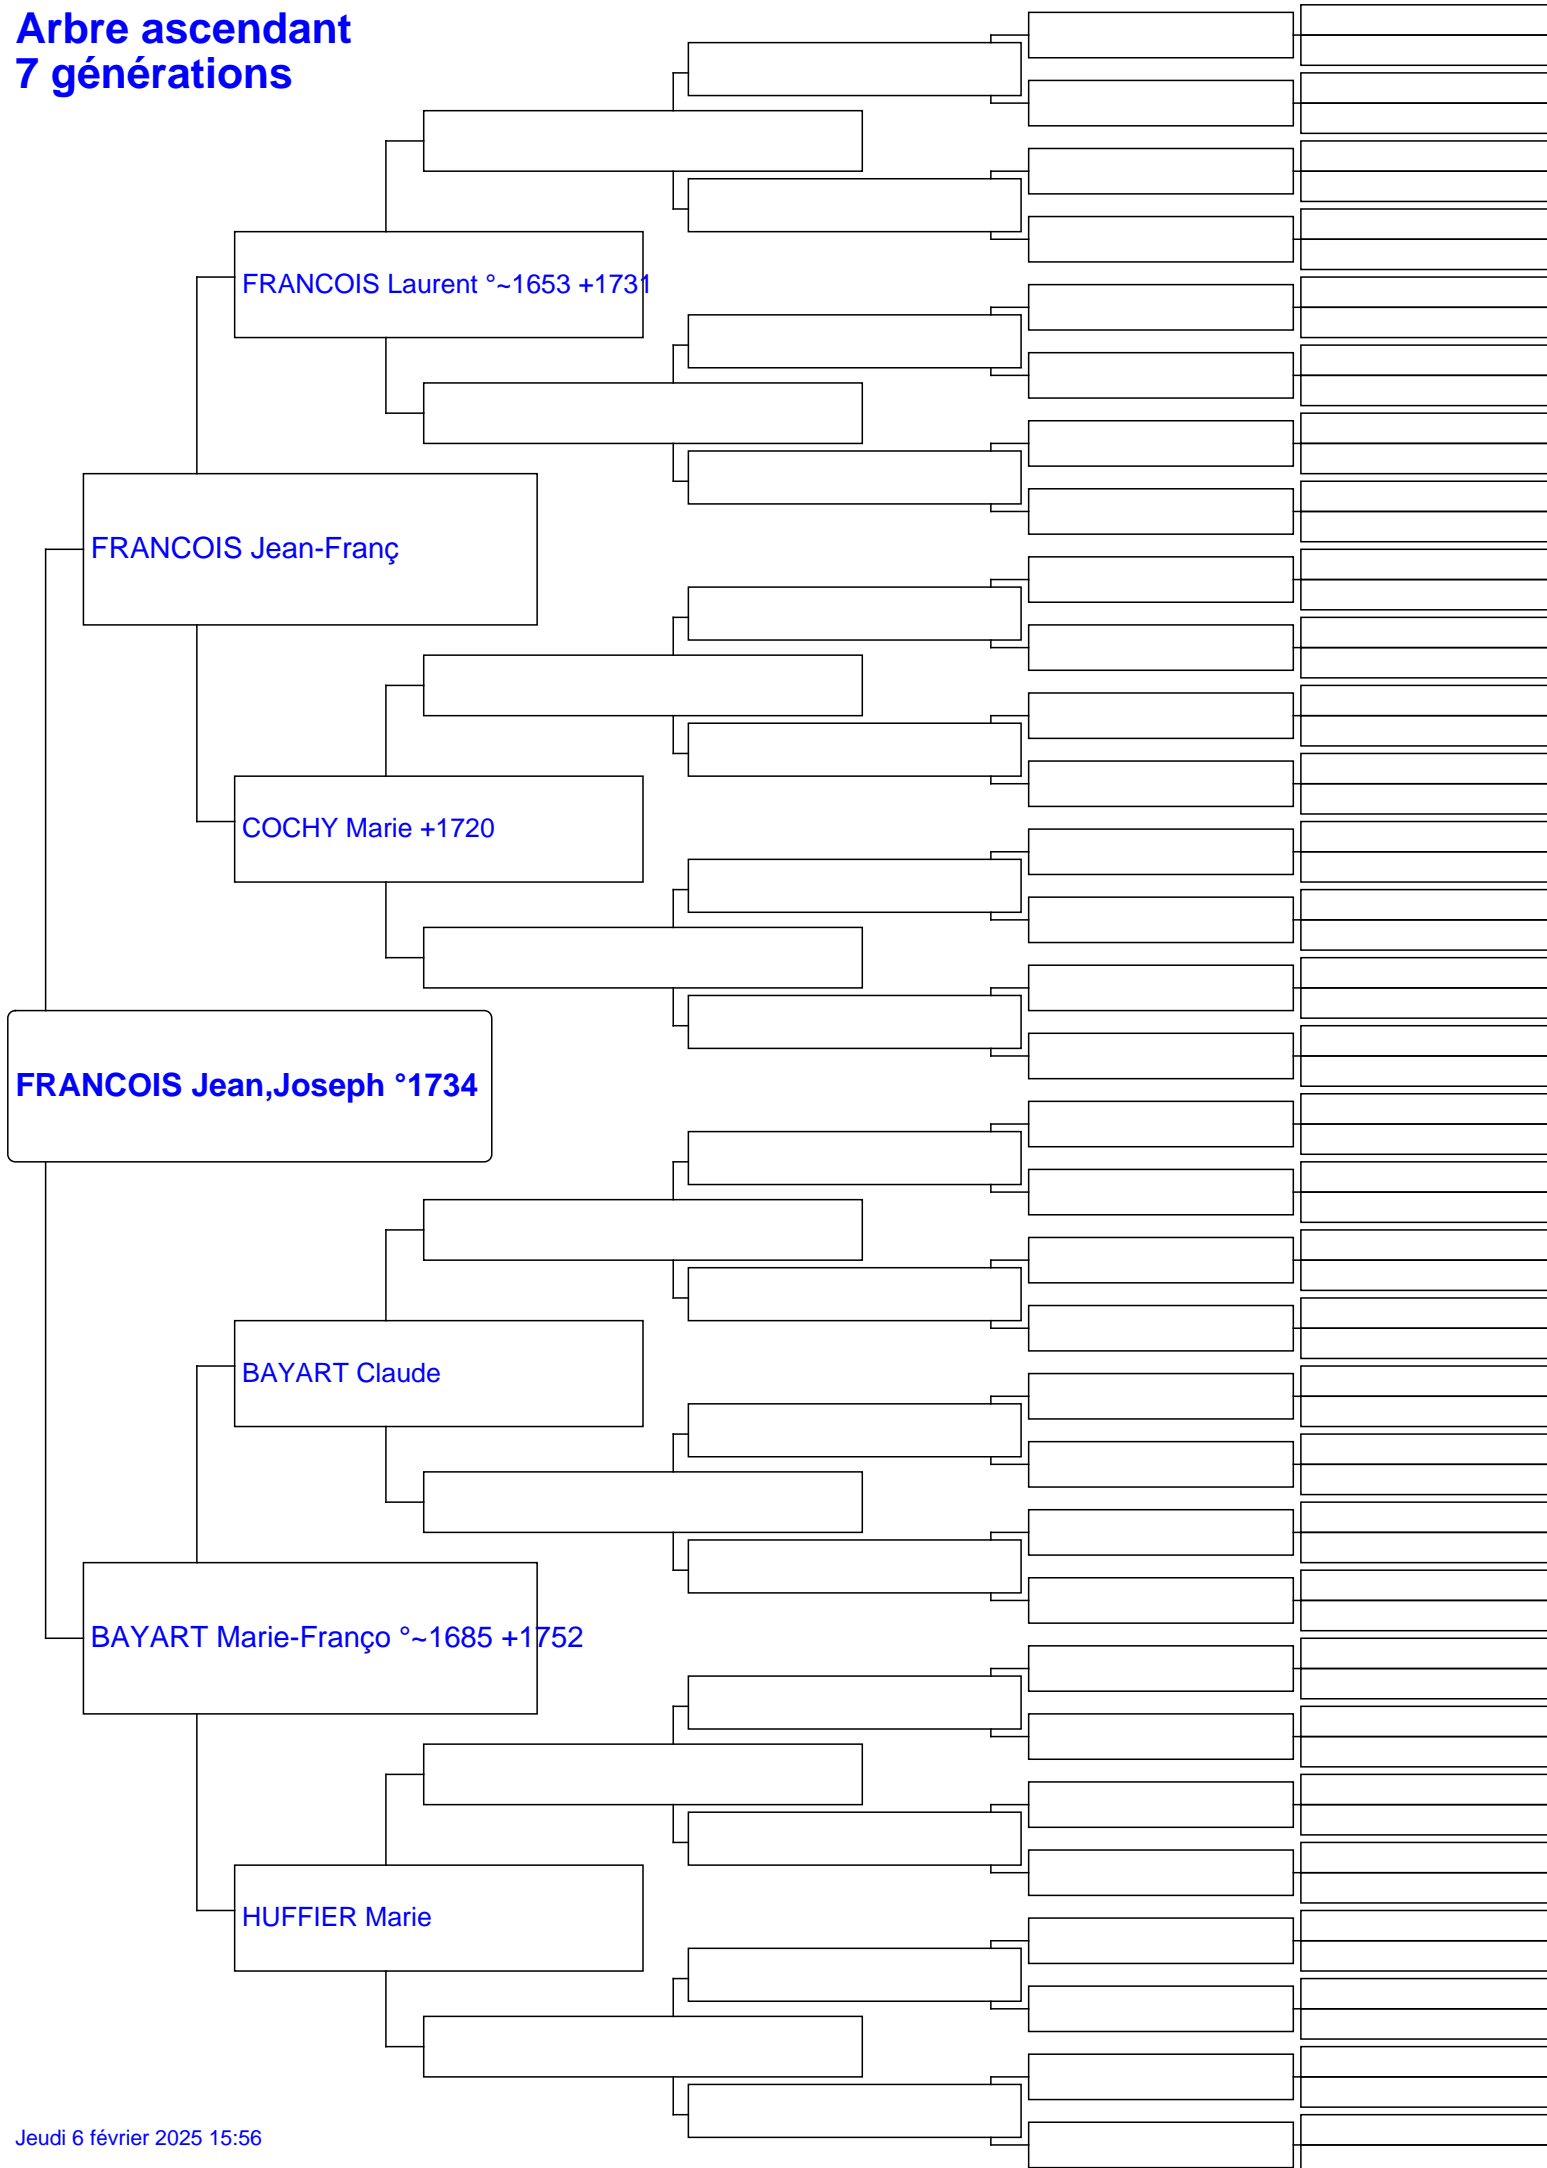 Arbre ascendant
7 générations
FRANCOIS Laurent °~1653 +1731
FRANCOIS Jean-Franç
COCHY Marie +1720
FRANCOIS Jean,Joseph °1734
BAYART Claude
BAYART Marie-Franço °~1685 +1752
HUFFIER Marie
Jeudi 6 février 2025 15:56